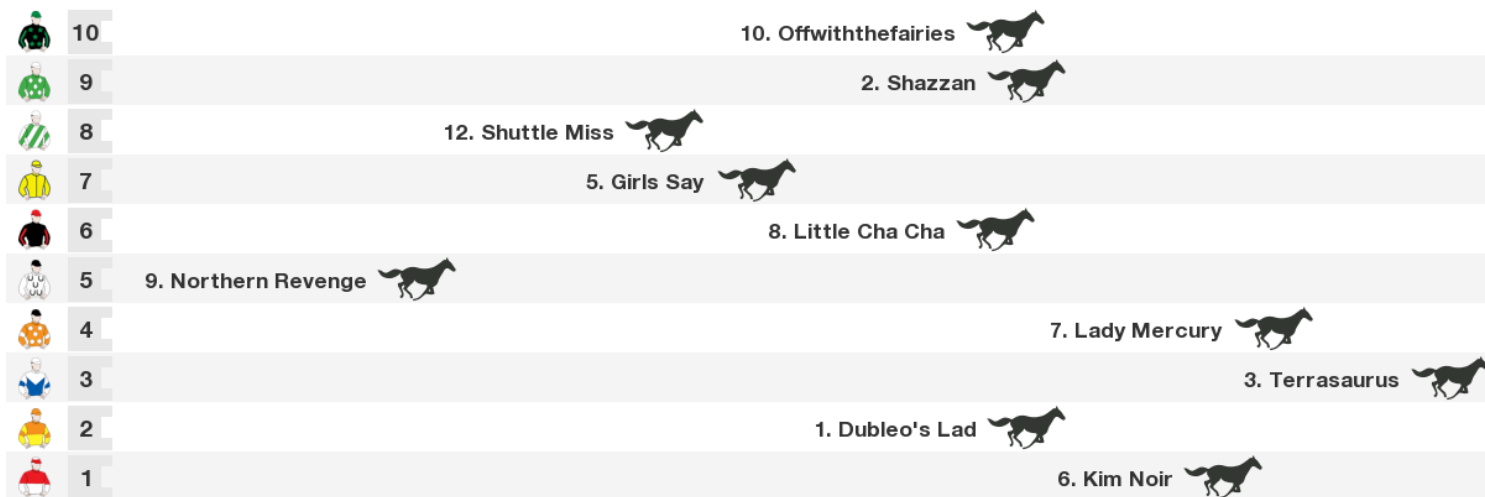 10 10. Offwiththefairies
9 2. Shazzan
8 12. Shuttle Miss
7 5. Girls Say
6 8. Little Cha Cha
5 9. Northern Revenge
4 7. Lady Mercury
3 3. Terrasaurus
2 1. Dubleo's Lad
1 6. Kim Noir